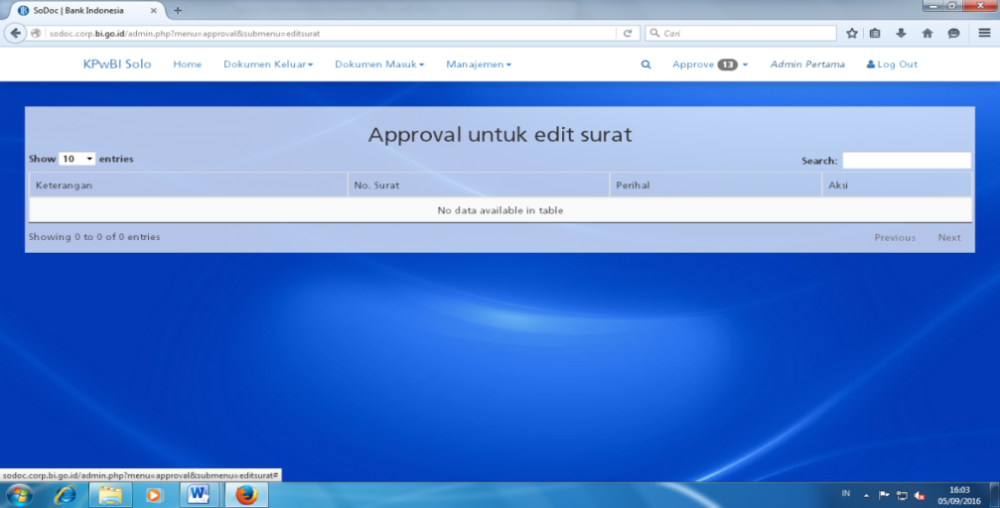 SoDoc | Bank Indonesia
sodoc.corp.bi.go.id/admin.php?menu=approval&submenu=editsurat
Cari
KPwBI Solo Home Dokumen Keluar Dokumen Masuk Manajemen Approve 13 Admin Pertama Log Out
Approval untuk edit surat
Show 10 entries
Search:
Keterangan No. Surat Perihal Aksi
No data available in table
Showing 0 to 0 of 0 entries
Previous Next
sodoc.corp.bi.go.id/admin.php?menu=approval&submenu=editsurat#
IN
16:03
05/09/2016